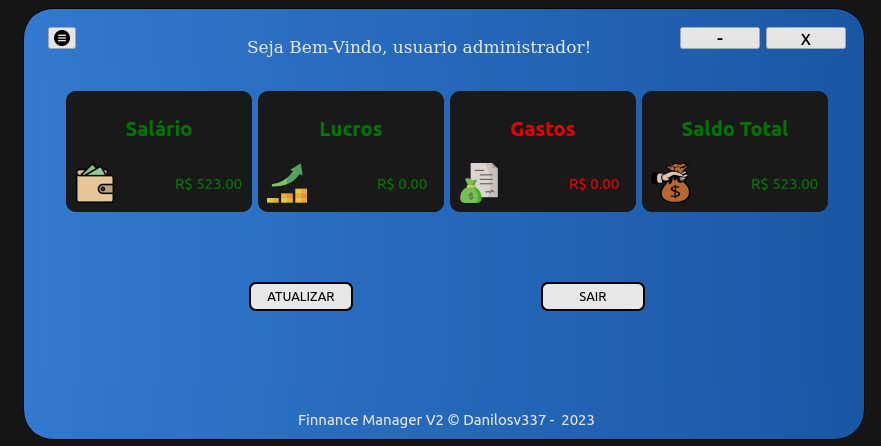 Seja Bem-Vindo, usuario administrador!
- X
Salário
R$ 523.00
Lucros
R$ 0.00
Gastos
R$ 0.00
Saldo Total
R$ 523.00
ATUALIZAR
SAIR
Finnance Manager V2 © Danilosv337 - 2023